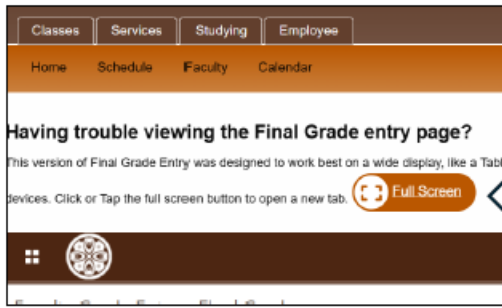 Classes Services Studying Employee
Home Schedule Faculty Calendar
Having trouble viewing the Final Grade entry page?
This version of Final Grade Entry was designed to work best on a wide display, like a Tabl
devices. Click or Tap the full screen button to open a new tab. Full Screen